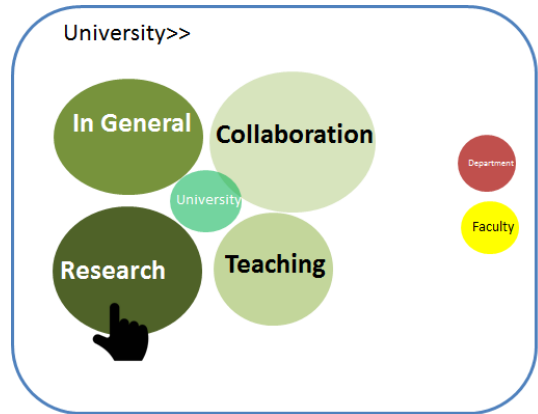 University>>
In General
Collaboration
Department
University
Faculty
Research
Teaching